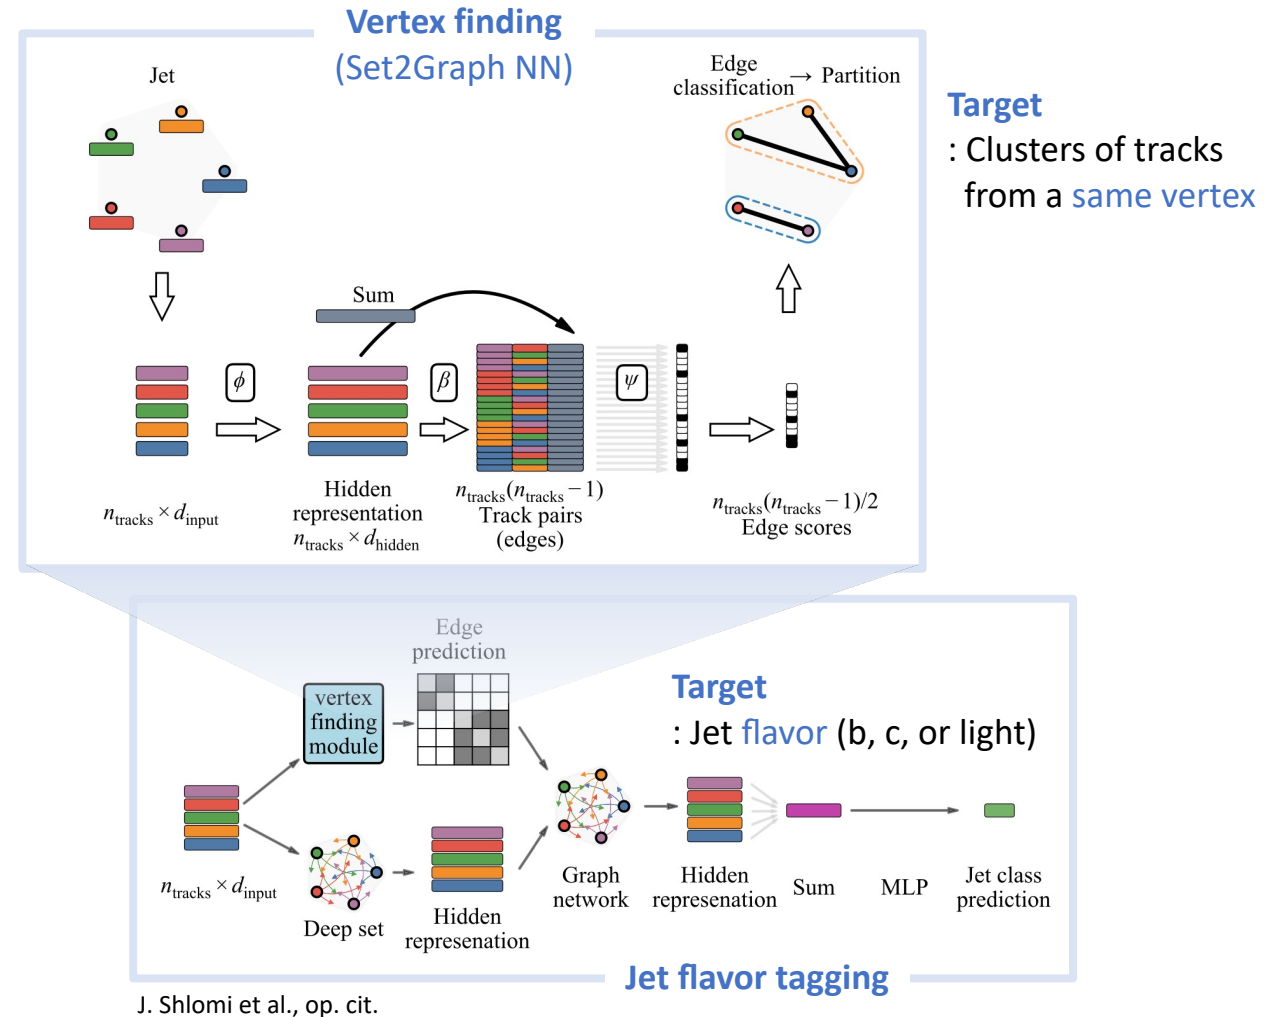 Vertex finding
(Set2Graph NN)
Jet
Edge
classification → Partition
Target
: Clusters of tracks
from a same vertex
Sum
ϕ
β
ψ
n_tracks × d_input
Hidden
representation
n_tracks × d_hidden
n_tracks(n_tracks − 1)
Track pairs
(edges)
n_tracks(n_tracks − 1)/2
Edge scores
Edge
prediction
vertex
finding
module
Target
: Jet flavor (b, c, or light)
n_tracks × d_input
Deep set
Hidden
represenation
Graph
network
Hidden
represenation
Sum
MLP
Jet class
prediction
Jet flavor tagging
J. Shlomi et al., op. cit.